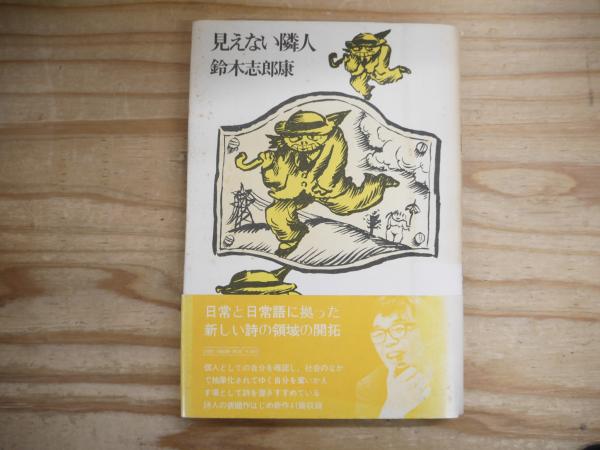 見えない隣人
鈴木志郎康
日常と日常語に拠った
新しい詩の領域の開拓
個人としての自分を確認し、社会のなか
で抽象化されてゆく自分を奪いかえ
す場として詩を書きすすめている
詩人の表題作はじめ新作41篇収録